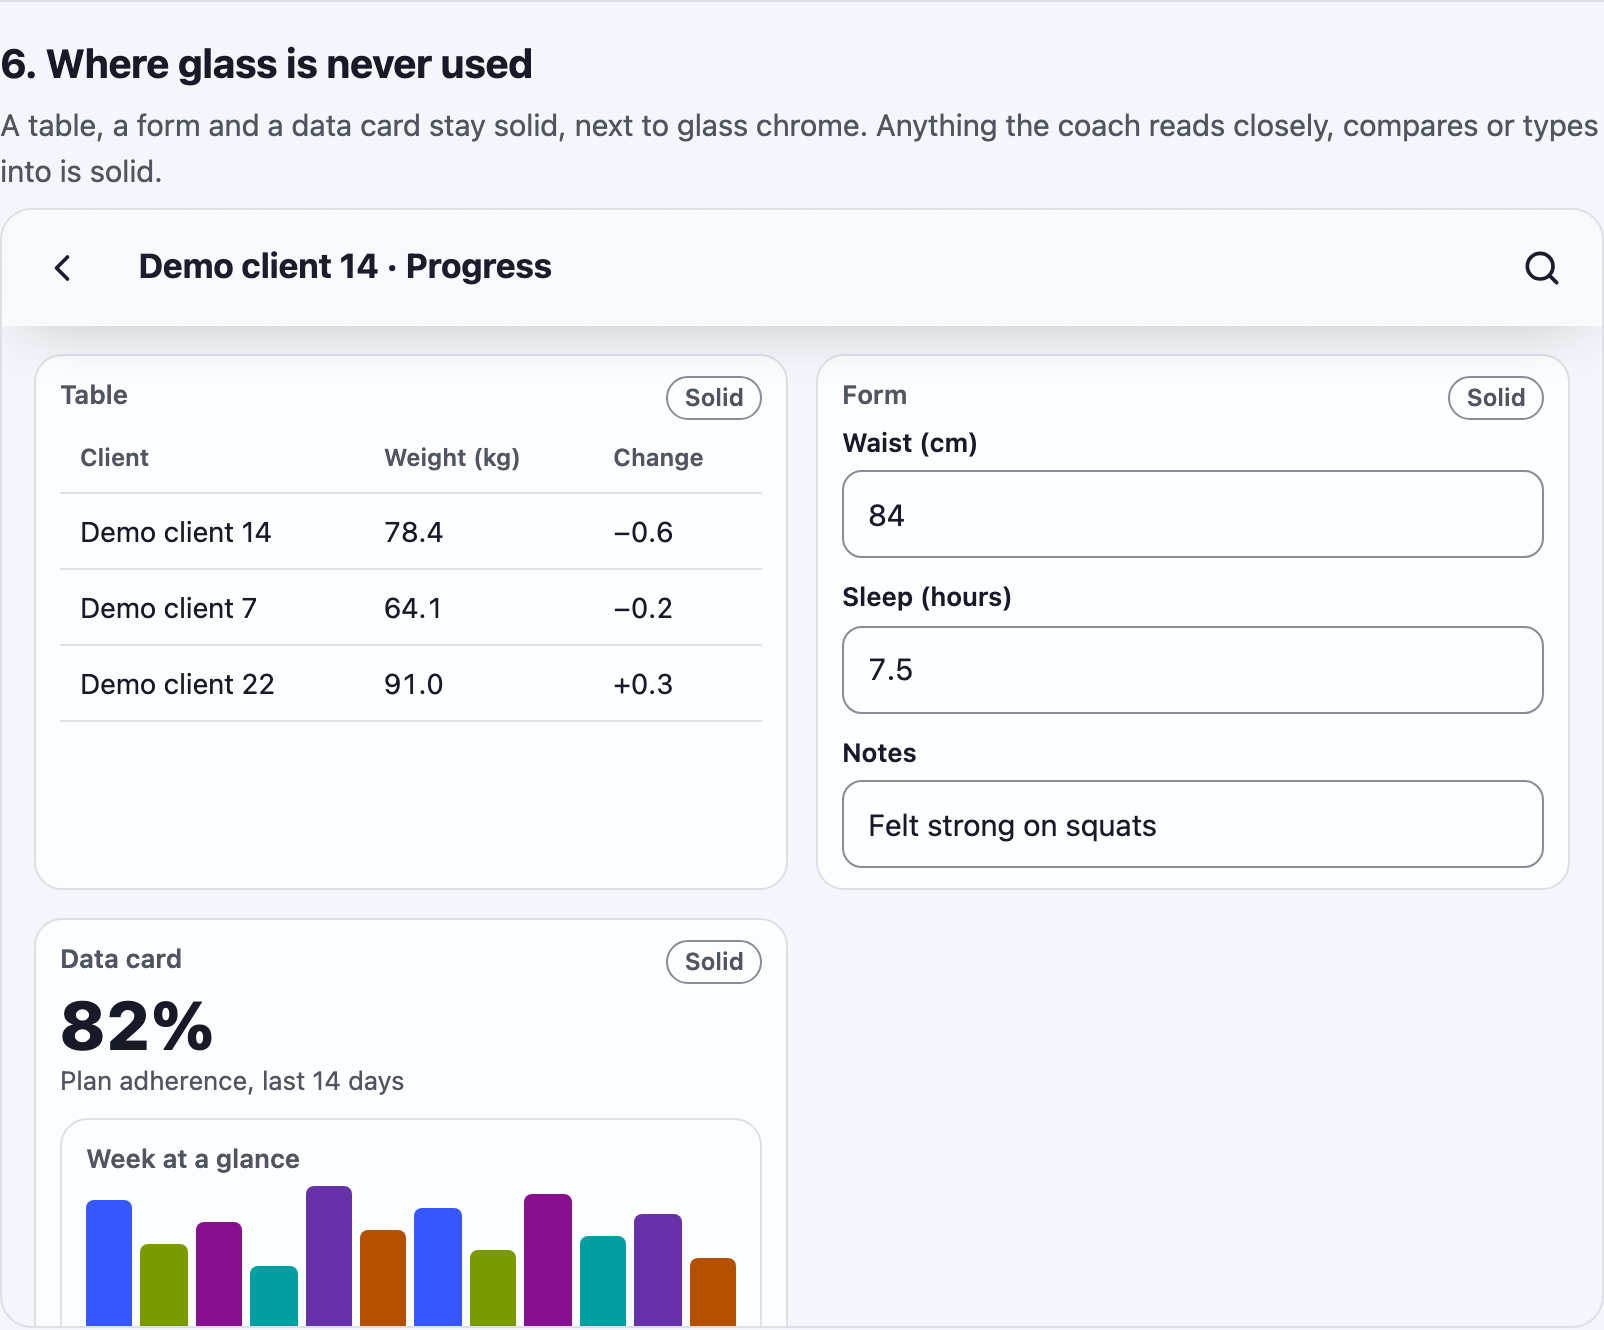 6. Where glass is never used
A table, a form and a data card stay solid, next to glass chrome. Anything the coach reads closely, compares or types
into is solid.
Demo client 14 · Progress
Table
Solid
Client Weight (kg) Change
Demo client 14 78.4 −0.6
Demo client 7 64.1 −0.2
Demo client 22 91.0 +0.3
Form
Solid
Waist (cm)
84
Sleep (hours)
7.5
Notes
Felt strong on squats
Data card
Solid
82%
Plan adherence, last 14 days
Week at a glance